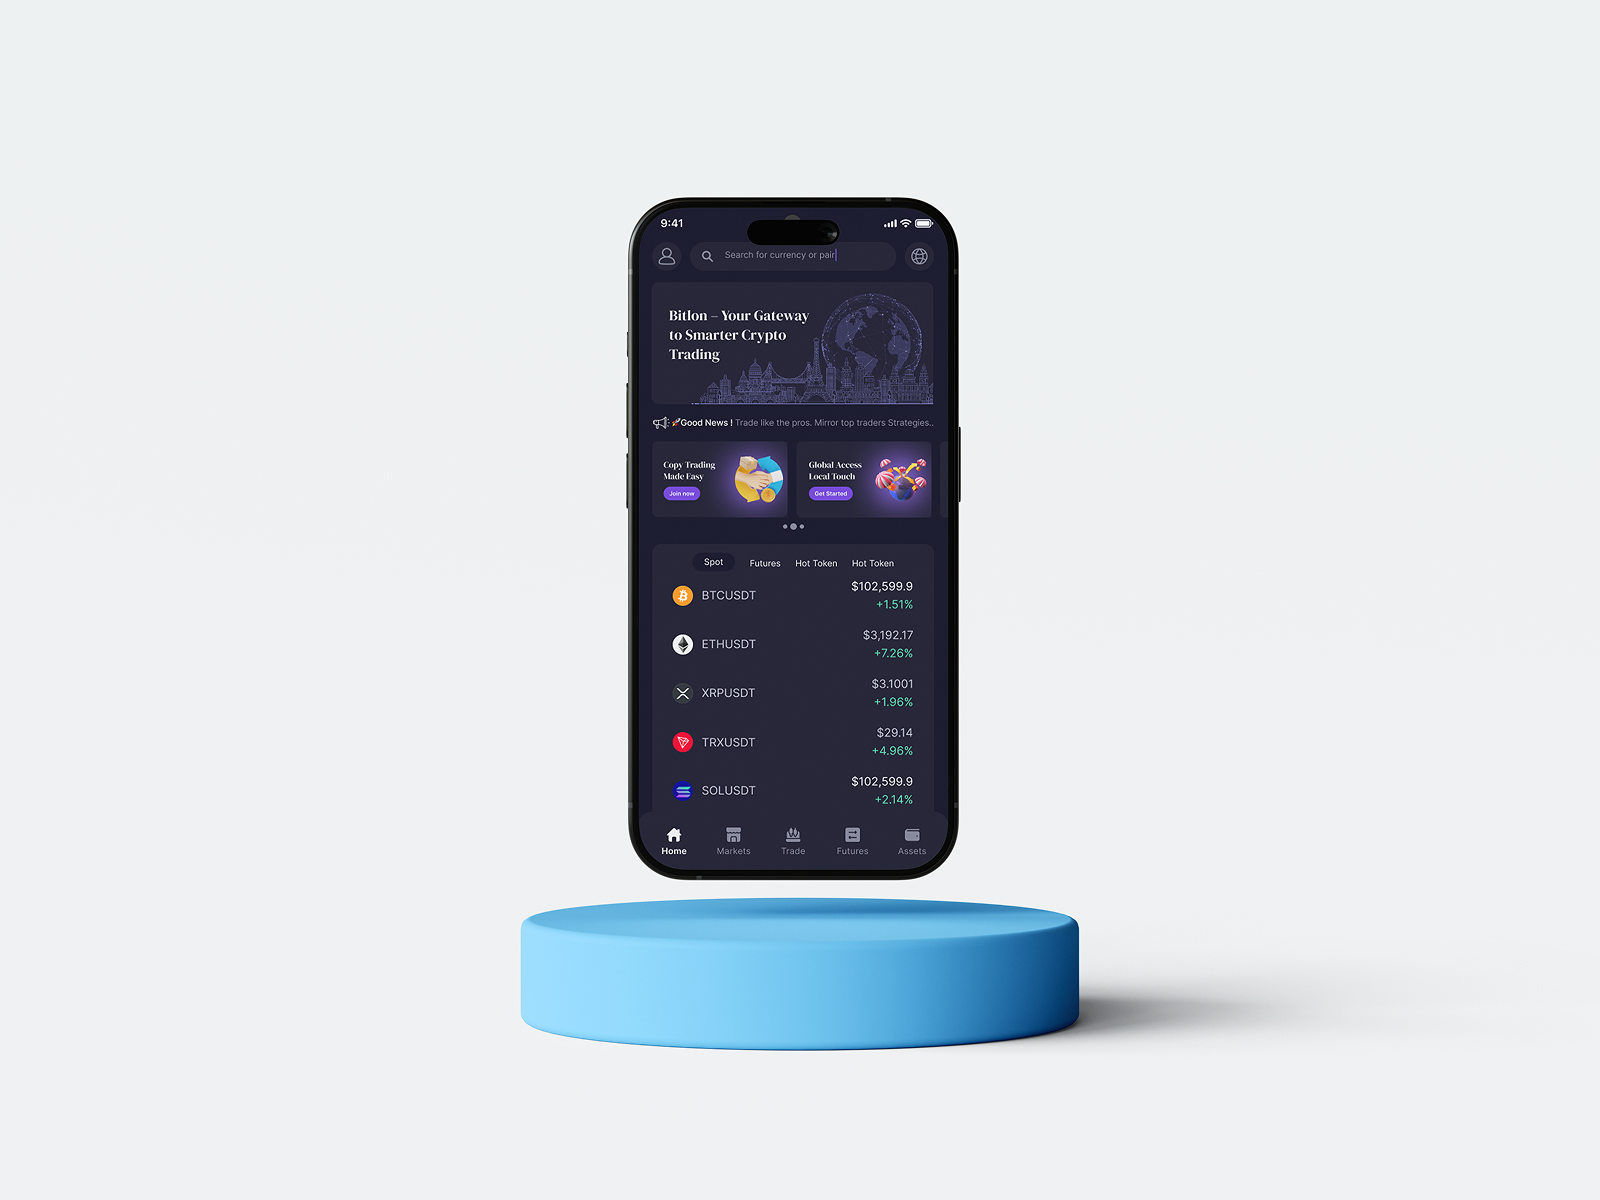 9:41
Search for currency or pair
Bitlon – Your Gateway
to Smarter Crypto
Trading
🚀Good News ! Trade like the pros. Mirror top traders Strategies..
Copy Trading
Made Easy
Join now
Global Access
Local Touch
Get Started
Spot Futures Hot Token Hot Token
BTCUSDT $102,599.9
+1.51%
ETHUSDT $3,192.17
+7.26%
XRPUSDT $3.1001
+1.96%
TRXUSDT $29.14
+4.96%
SOLUSDT $102,599.9
+2.14%
Home Markets Trade Futures Assets